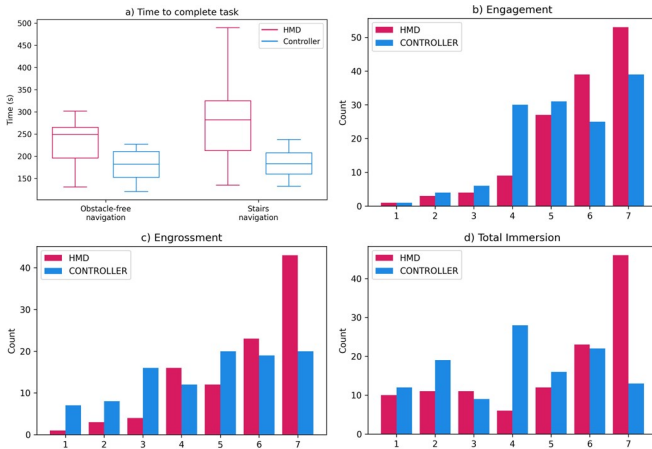 a) Time to complete task
HMD
Controller
Time (s)
500
450
400
350
300
250
200
150
Obstacle-free
navigation
Stairs
navigation
b) Engagement
HMD
CONTROLLER
Count
50
40
30
20
10
0
1 2 3 4 5 6 7
c) Engrossment
HMD
CONTROLLER
Count
40
30
20
10
0
1 2 3 4 5 6 7
d) Total Immersion
HMD
CONTROLLER
Count
40
30
20
10
0
1 2 3 4 5 6 7